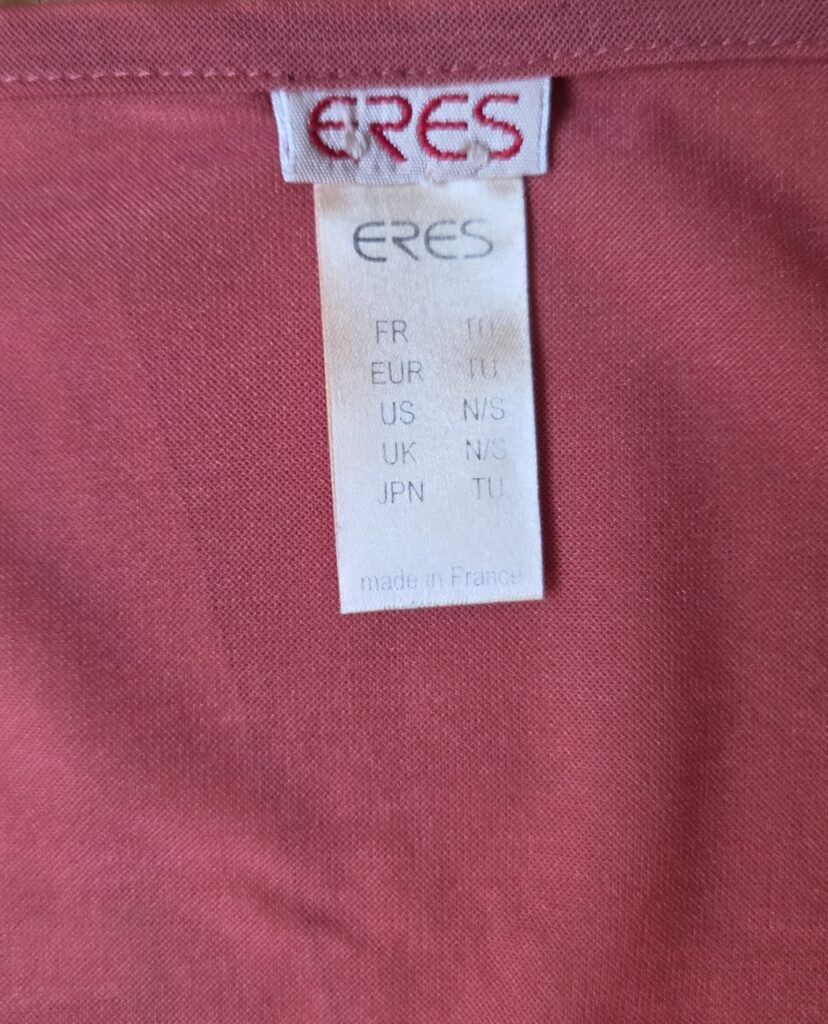 ERES
ERES
FR TU
EUR TU
US N/S
UK N/S
JPN TU
made in France